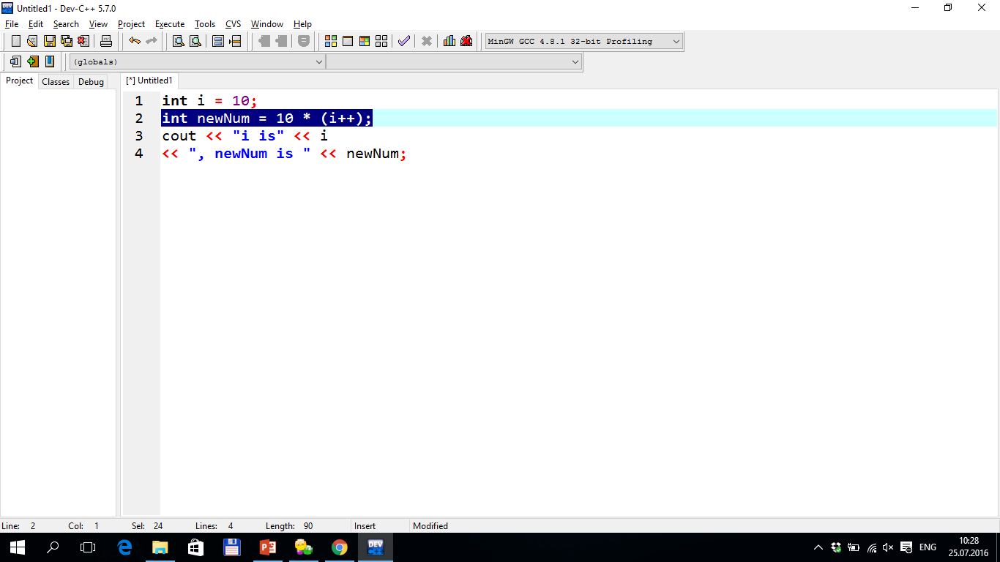 Untitled1 - Dev-C++ 5.7.0
File Edit Search View Project Execute Tools CVS Window Help
MinGW GCC 4.8.1 32-bit Profiling
(globals)
Project Classes Debug [*] Untitled1
1 int i = 10;
2 int newNum = 10 * (i++);
3 cout << "i is" << i
4 << ", newNum is " << newNum;
Line: 2 Col: 1 Sel: 24 Lines: 4 Length: 90 Insert Modified
DEV ENG 10:28
25.07.2016